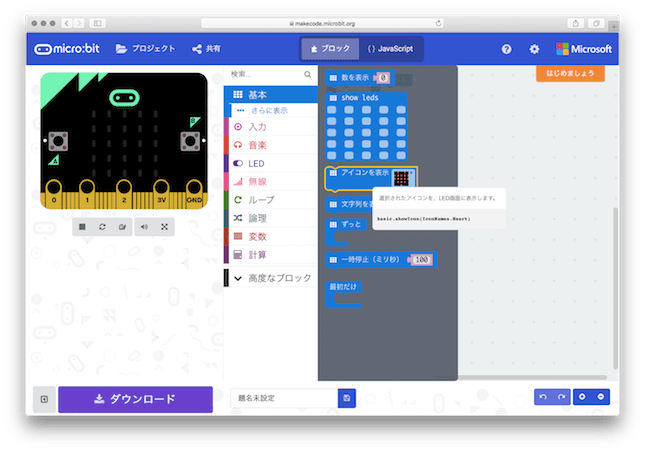 makecode.microbit.org
micro:bit
プロジェクト
共有
ブロック
{} JavaScript
Microsoft
検索...
基本
さらに表示
入力
音楽
LED
無線
ループ
論理
変数
計算
高度なブロック
数を表示 0
show leds
アイコンを表示
選択されたアイコンを、LED画面に表示します。
basic.showIcon(IconNames.Heart)
文字列を
ずっと
一時停止（ミリ秒） 100
最初だけ
はじめましょう
B
A
0 1 2 3V GND
ダウンロード
題名未設定